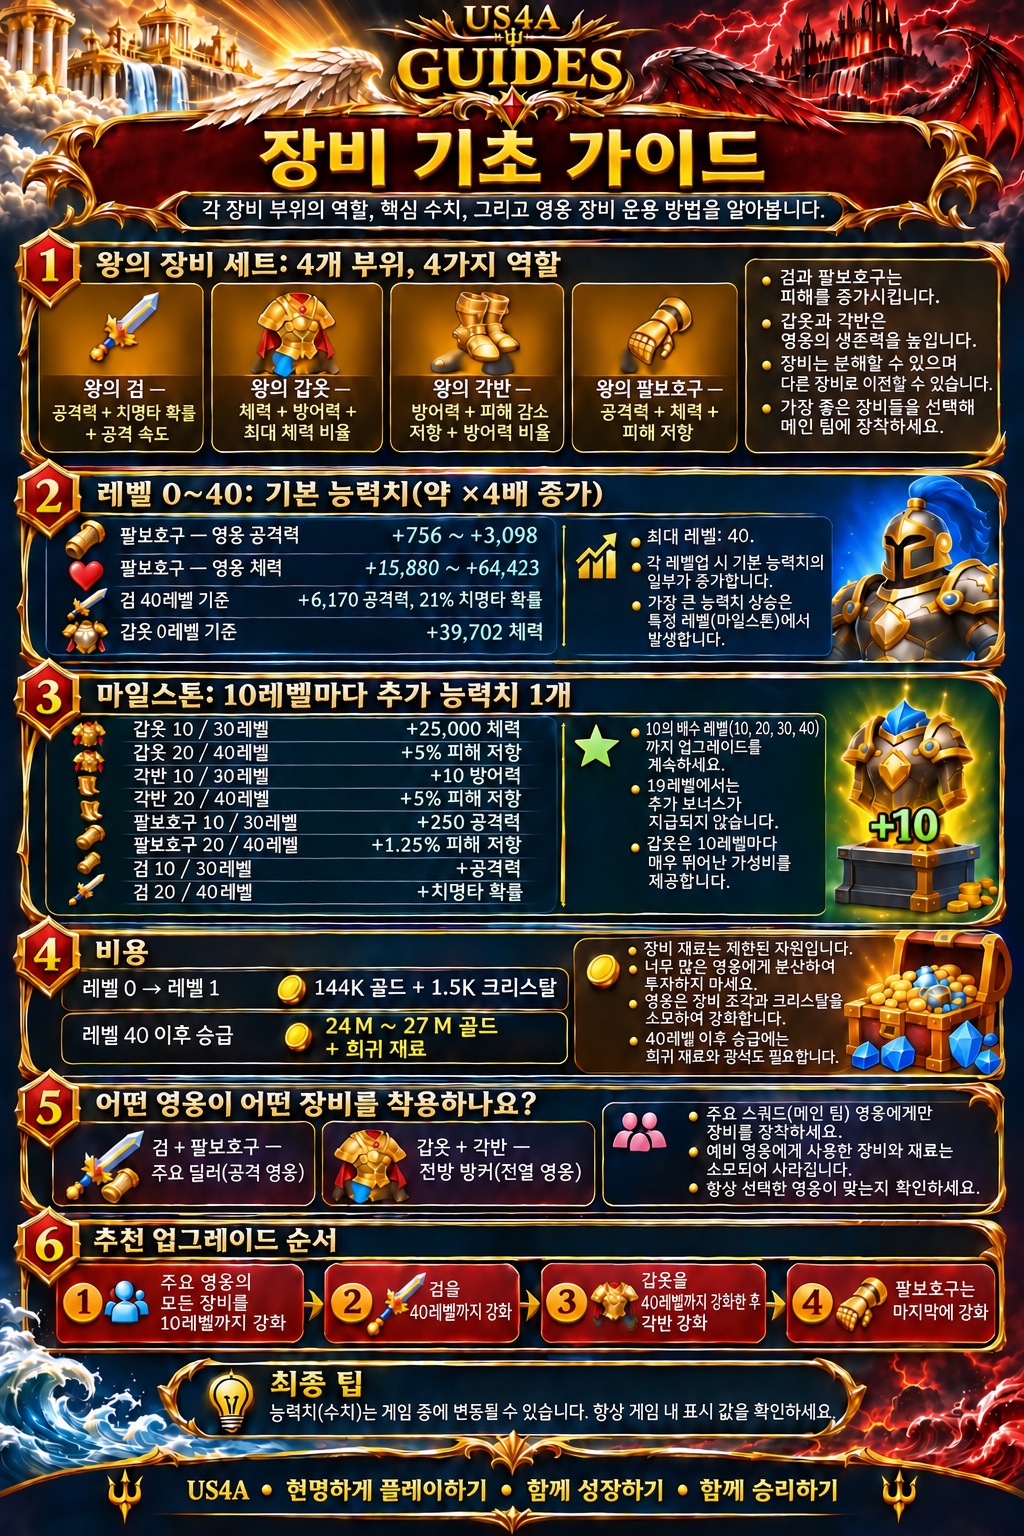 US4A
GUIDES
장비 기초 가이드
각 장비 부위의 역할, 핵심 수치, 그리고 영웅 장비 운용 방법을 알아봅니다.
1
왕의 장비 세트: 4개 부위, 4가지 역할
왕의 검 —
공격력 + 치명타 확률
+ 공격 속도
왕의 갑옷 —
체력 + 방어력 +
최대 체력 비율
왕의 각반 —
방어력 + 피해 감소
저항 + 방어력 비율
왕의 팔보호구 —
공격력 + 체력 +
피해 저항
• 검과 팔보호구는
피해를 증가시킵니다.
• 갑옷과 각반은
영웅의 생존력을 높입니다.
• 장비는 분해할 수 있으며
다른 장비로 이전할 수 있습니다.
• 가장 좋은 장비들을 선택해
메인 팀에 장착하세요.
2
레벨 0~40: 기본 능력치(약 ×4배 증가)
팔보호구 — 영웅 공격력 +756 ~ +3,098
팔보호구 — 영웅 체력 +15,880 ~ +64,423
검 40레벨 기준 +6,170 공격력, 21% 치명타 확률
갑옷 0레벨 기준 +39,702 체력
• 최대 레벨: 40.
• 각 레벨업 시 기본 능력치의
일부가 증가합니다.
• 가장 큰 능력치 상승은
특정 레벨(마일스톤)에서
발생합니다.
3
마일스톤: 10레벨마다 추가 능력치 1개
갑옷 10 / 30레벨 +25,000 체력
갑옷 20 / 40레벨 +5% 피해 저항
각반 10 / 30레벨 +10 방어력
각반 20 / 40레벨 +5% 피해 저항
팔보호구 10 / 30레벨 +250 공격력
팔보호구 20 / 40레벨 +1.25% 피해 저항
검 10 / 30레벨 +공격력
검 20 / 40레벨 +치명타 확률
• 10의 배수 레벨(10, 20, 30, 40)
까지 업그레이드를
계속하세요.
• 19레벨에서는
추가 보너스가
지급되지 않습니다.
• 갑옷은 10레벨마다
매우 뛰어난 가성비를
제공합니다.
+10
4
비용
레벨 0 → 레벨 1 144K 골드 + 1.5K 크리스탈
레벨 40 이후 승급 24 M ~ 27 M 골드
+ 희귀 재료
• 장비 재료는 제한된 자원입니다.
• 너무 많은 영웅에게 분산하여
투자하지 마세요.
• 영웅은 장비 조각과 크리스탈을
소모하여 강화합니다.
• 40레벨 이후 승급에는
희귀 재료와 광석도 필요합니다.
5
어떤 영웅이 어떤 장비를 착용하나요?
검 + 팔보호구 —
주요 딜러(공격 영웅)
갑옷 + 각반 —
전방 방커(전열 영웅)
• 주요 스쿼드(메인 팀) 영웅에게만
장비를 장착하세요.
• 예비 영웅에게 사용한 장비와 재료는
소모되어 사라집니다.
• 항상 선택한 영웅이 맞는지 확인하세요.
6
추천 업그레이드 순서
1
주요 영웅의
모든 장비를
10레벨까지 강화
2
검을
40레벨까지 강화
3
갑옷을
40레벨까지 강화한 후
각반 강화
4
팔보호구는
마지막에 강화
최종 팁
능력치(수치)는 게임 중에 변동될 수 있습니다. 항상 게임 내 표시 값을 확인하세요.
US4A • 현명하게 플레이하기 • 함께 성장하기 • 함께 승리하기